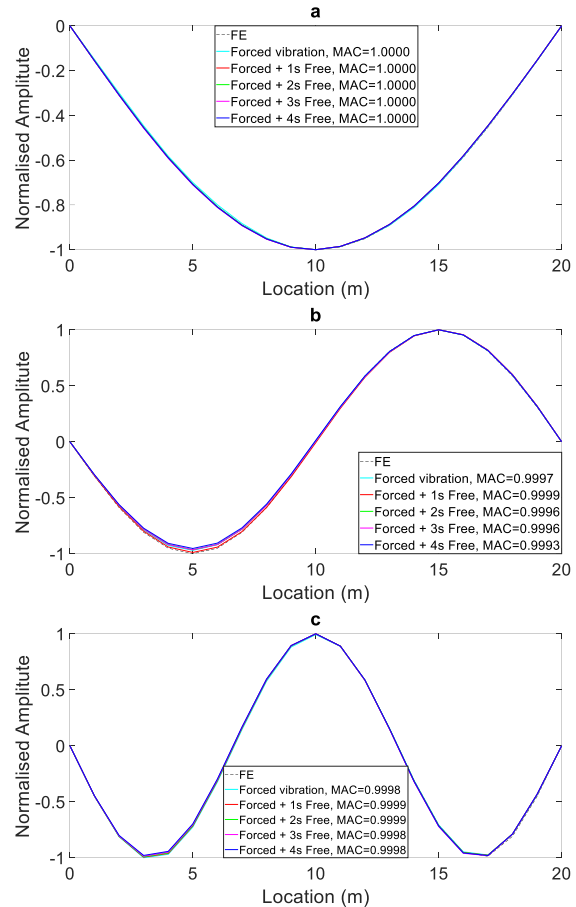 a
0
-0.2
-0.4
-0.6
-0.8
-1
Normalised Amplitude
FE
Forced vibration, MAC=1.0000
Forced + 1s Free, MAC=1.0000
Forced + 2s Free, MAC=1.0000
Forced + 3s Free, MAC=1.0000
Forced + 4s Free, MAC=1.0000
0 5 10 15 20
Location (m)
b
1
0.5
0
-0.5
-1
Normalised Amplitude
FE
Forced vibration, MAC=0.9997
Forced + 1s Free, MAC=0.9999
Forced + 2s Free, MAC=0.9996
Forced + 3s Free, MAC=0.9996
Forced + 4s Free, MAC=0.9993
0 5 10 15 20
Location (m)
c
1
0.5
0
-0.5
-1
Normalised Amplitude
FE
Forced vibration, MAC=0.9998
Forced + 1s Free, MAC=0.9999
Forced + 2s Free, MAC=0.9999
Forced + 3s Free, MAC=0.9998
Forced + 4s Free, MAC=0.9998
0 5 10 15 20
Location (m)